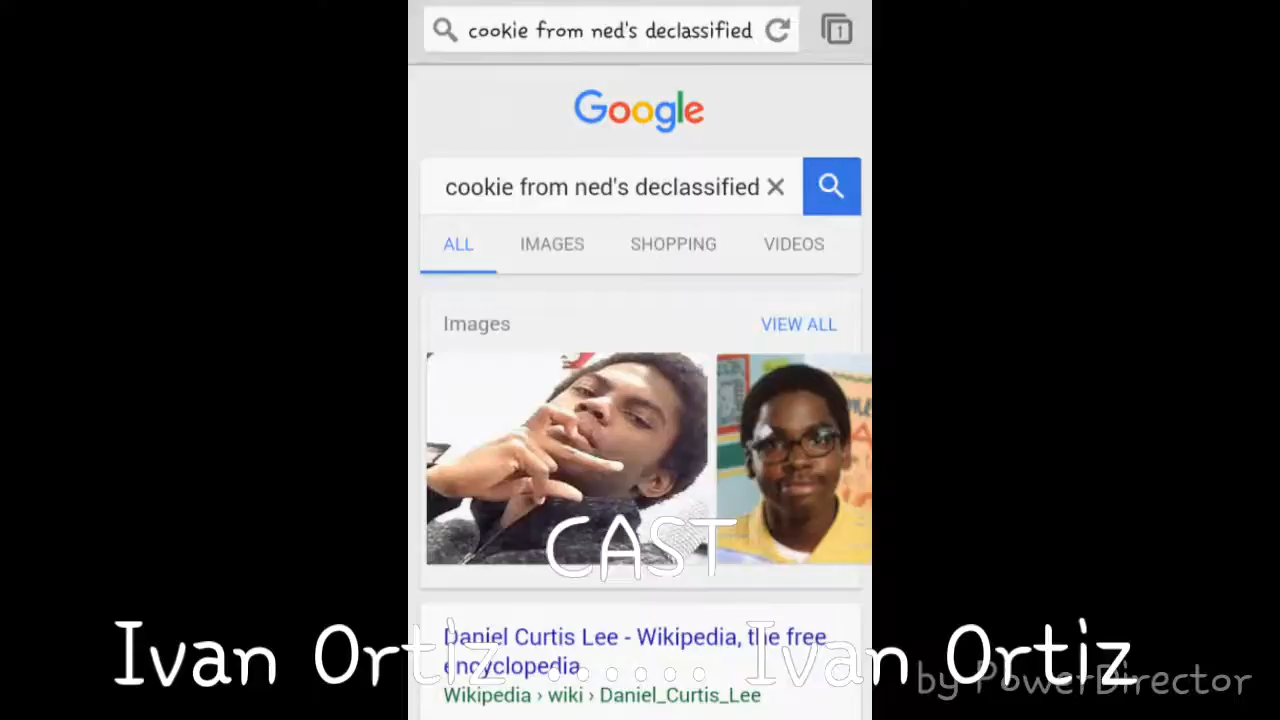 cookie from ned's declassified
1
Google
cookie from ned's declassified
ALL IMAGES SHOPPING VIDEOS
Images VIEW ALL
CAST
Daniel Curtis Lee - Wikipedia, the free
encyclopedia
Ivan Ortiz ...... Ivan Ortiz
by PowerDirector
Wikipedia › wiki › Daniel_Curtis_Lee